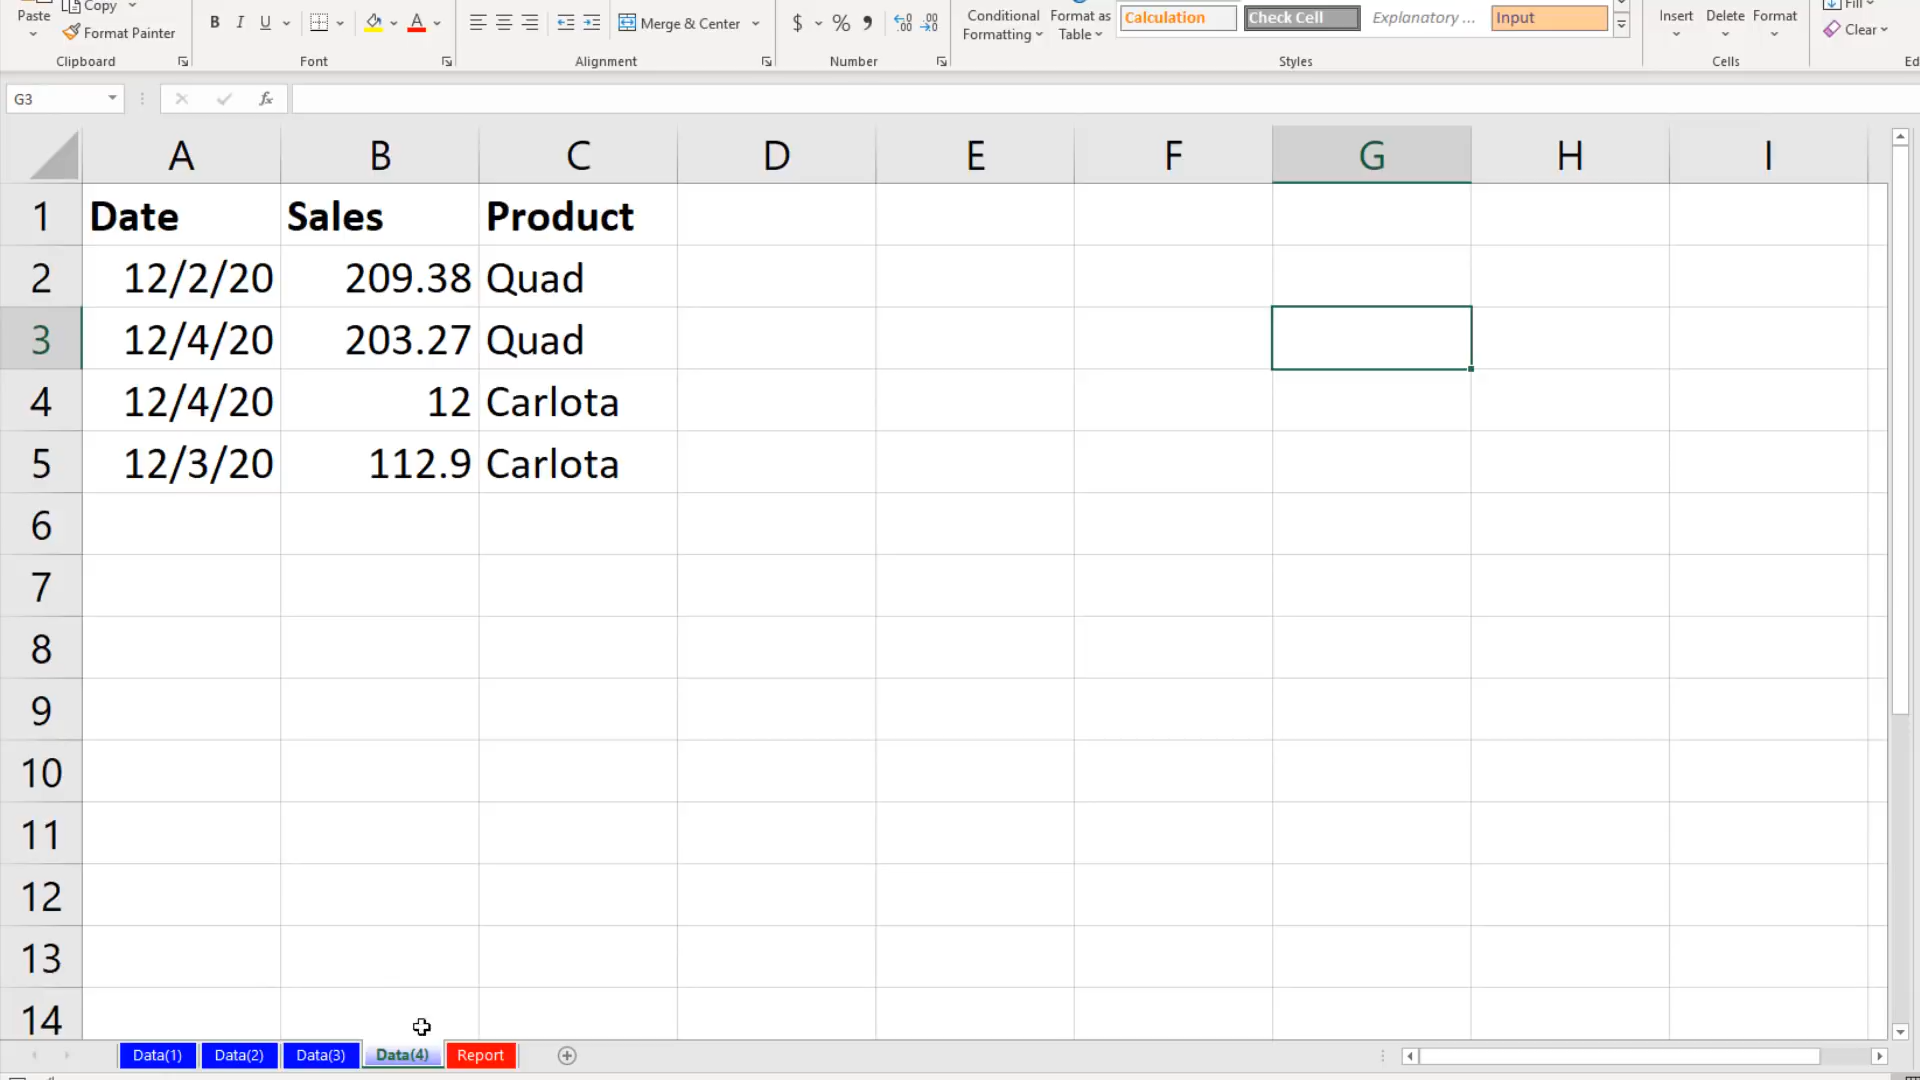 Copy
Fill
Paste
Format Painter
B I U
A
Merge & Center
$ % 9
Conditional Formatting
Format as Table
Calculation
Check Cell
Explanatory ...
Input
Insert
Delete
Format
Clear
Clipboard
Font
Alignment
Number
Styles
Cells
Ed
G3
fx
A B C D E F G H I
1 Date Sales Product
2 12/2/20 209.38 Quad
3 12/4/20 203.27 Quad
4 12/4/20 12 Carlota
5 12/3/20 112.9 Carlota
6
7
8
9
10
11
12
13
14
Data(1) Data(2) Data(3) Data(4) Report